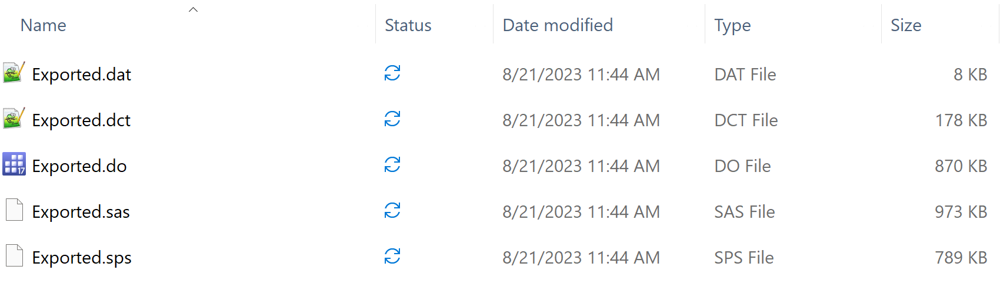 Name Status Date modified Type Size
Exported.dat 8/21/2023 11:44 AM DAT File 8 KB
Exported.dct 8/21/2023 11:44 AM DCT File 178 KB
17 Exported.do 8/21/2023 11:44 AM DO File 870 KB
Exported.sas 8/21/2023 11:44 AM SAS File 973 KB
Exported.sps 8/21/2023 11:44 AM SPS File 789 KB